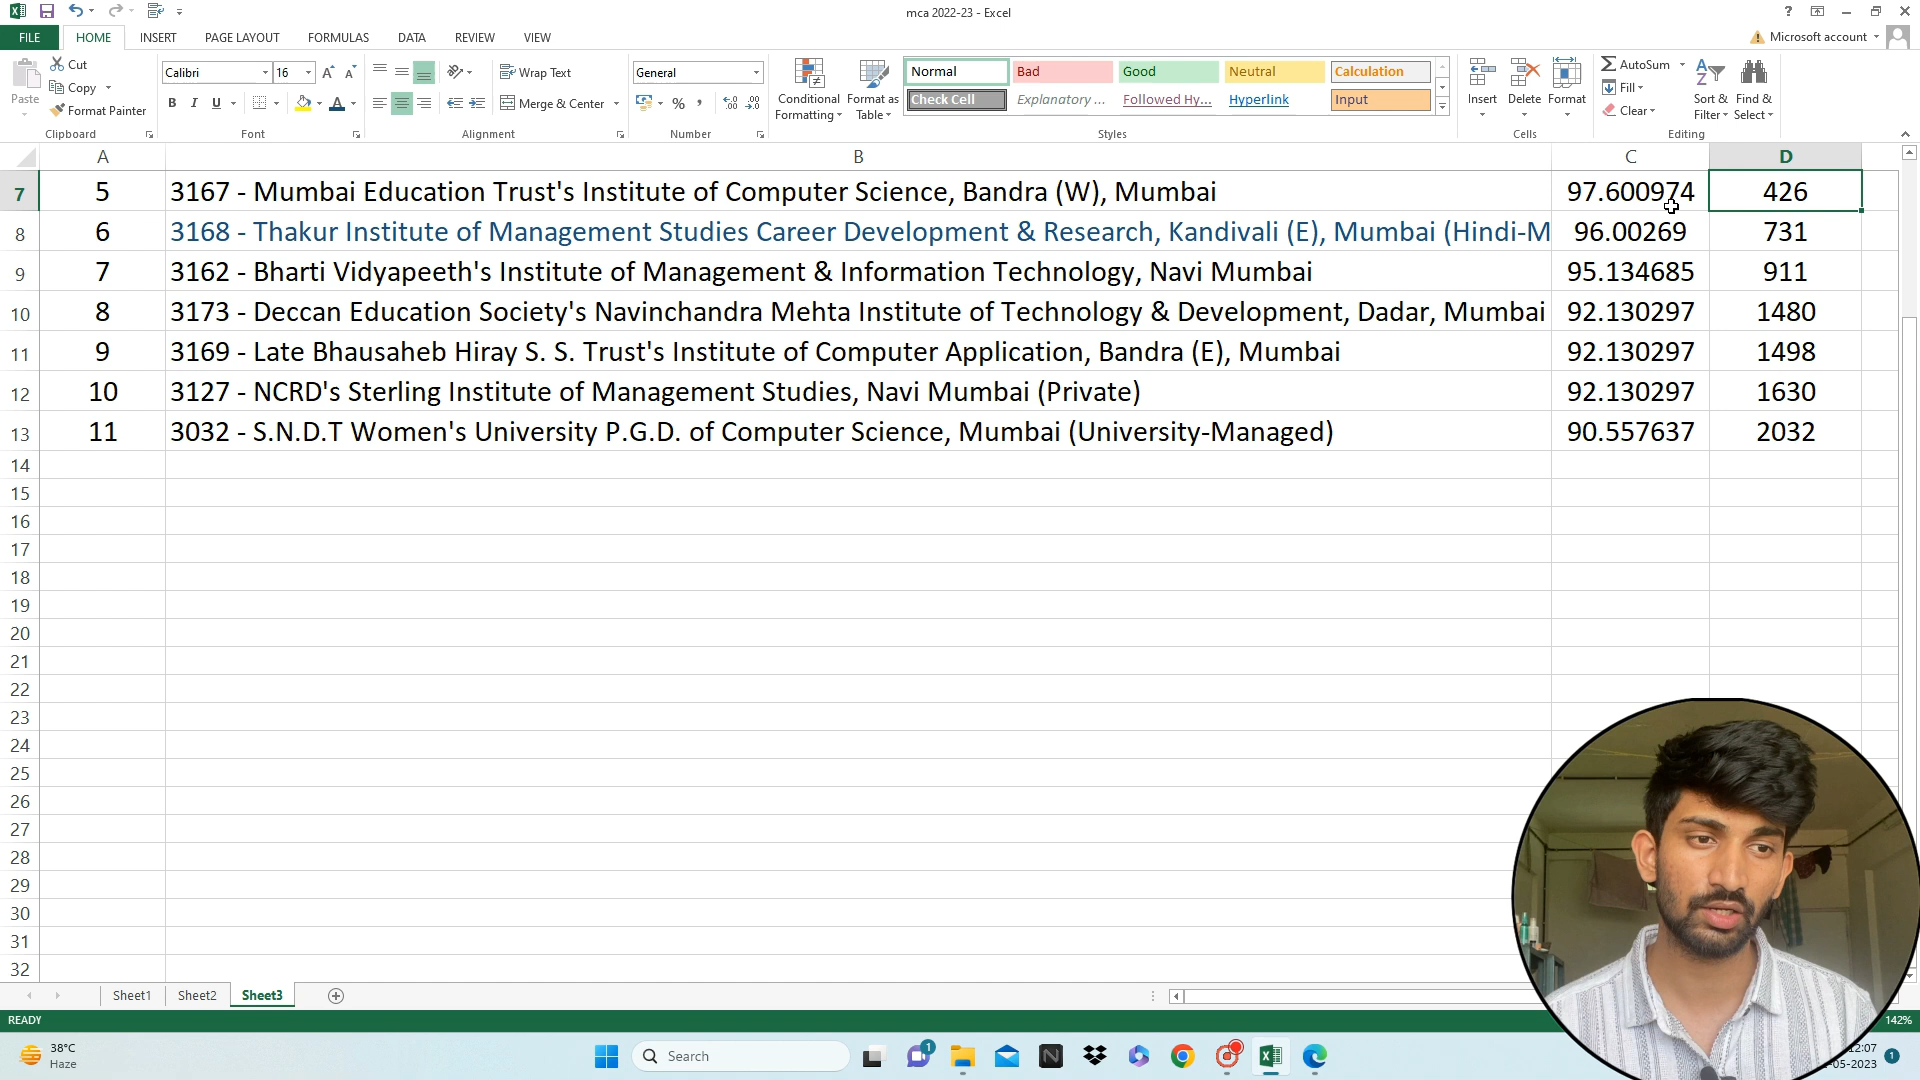 mca 2022-23 - Excel
?
FILE HOME INSERT PAGE LAYOUT FORMULAS DATA REVIEW VIEW
Microsoft account
Paste
Cut
Copy
Format Painter
Clipboard
Calibri 16
B I U
Font
Wrap Text
Merge & Center
Alignment
General
%
Number
Conditional Formatting
Format as Table
Normal Bad Good Neutral Calculation
Check Cell Explanatory ... Followed Hy... Hyperlink Input
Styles
Insert Delete Format
Cells
AutoSum
Fill
Clear
Sort & Filter
Find & Select
Editing
A B C D
7 5 3167 - Mumbai Education Trust's Institute of Computer Science, Bandra (W), Mumbai 97.600974 426
8 6 3168 - Thakur Institute of Management Studies Career Development & Research, Kandivali (E), Mumbai (Hindi-M 96.00269 731
9 7 3162 - Bharti Vidyapeeth's Institute of Management & Information Technology, Navi Mumbai 95.134685 911
10 8 3173 - Deccan Education Society's Navinchandra Mehta Institute of Technology & Development, Dadar, Mumbai 92.130297 1480
11 9 3169 - Late Bhausaheb Hiray S. S. Trust's Institute of Computer Application, Bandra (E), Mumbai 92.130297 1498
12 10 3127 - NCRD's Sterling Institute of Management Studies, Navi Mumbai (Private) 92.130297 1630
13 11 3032 - S.N.D.T Women's University P.G.D. of Computer Science, Mumbai (University-Managed) 90.557637 2032
14
15
16
17
18
19
20
21
22
23
24
25
26
27
28
29
30
31
32
Sheet1 Sheet2 Sheet3
READY
142%
38°C
Haze
Search
1
12:07
-05-2023
1